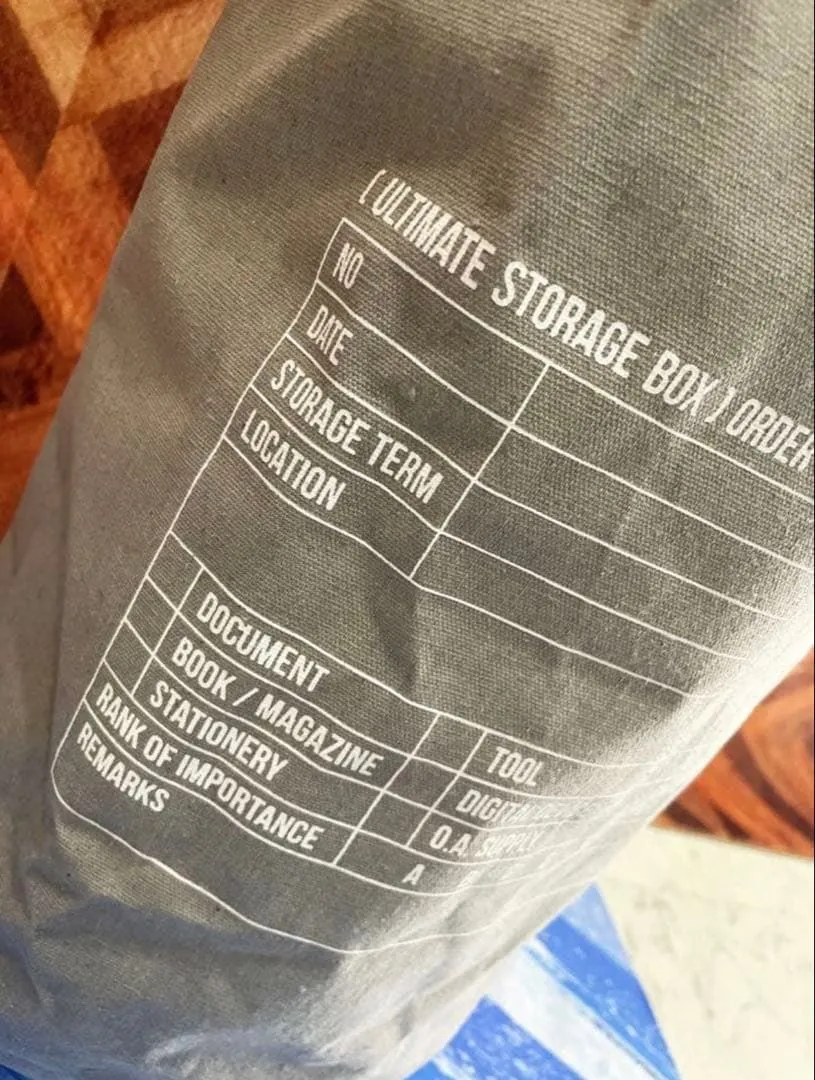 [ ULTIMATE STORAGE BOX ] ORDER
NO
DATE
STORAGE TERM
LOCATION
DOCUMENT TOOL
BOOK / MAGAZINE
STATIONERY O.A. SUPPLY
RANK OF IMPORTANCE A
REMARKS